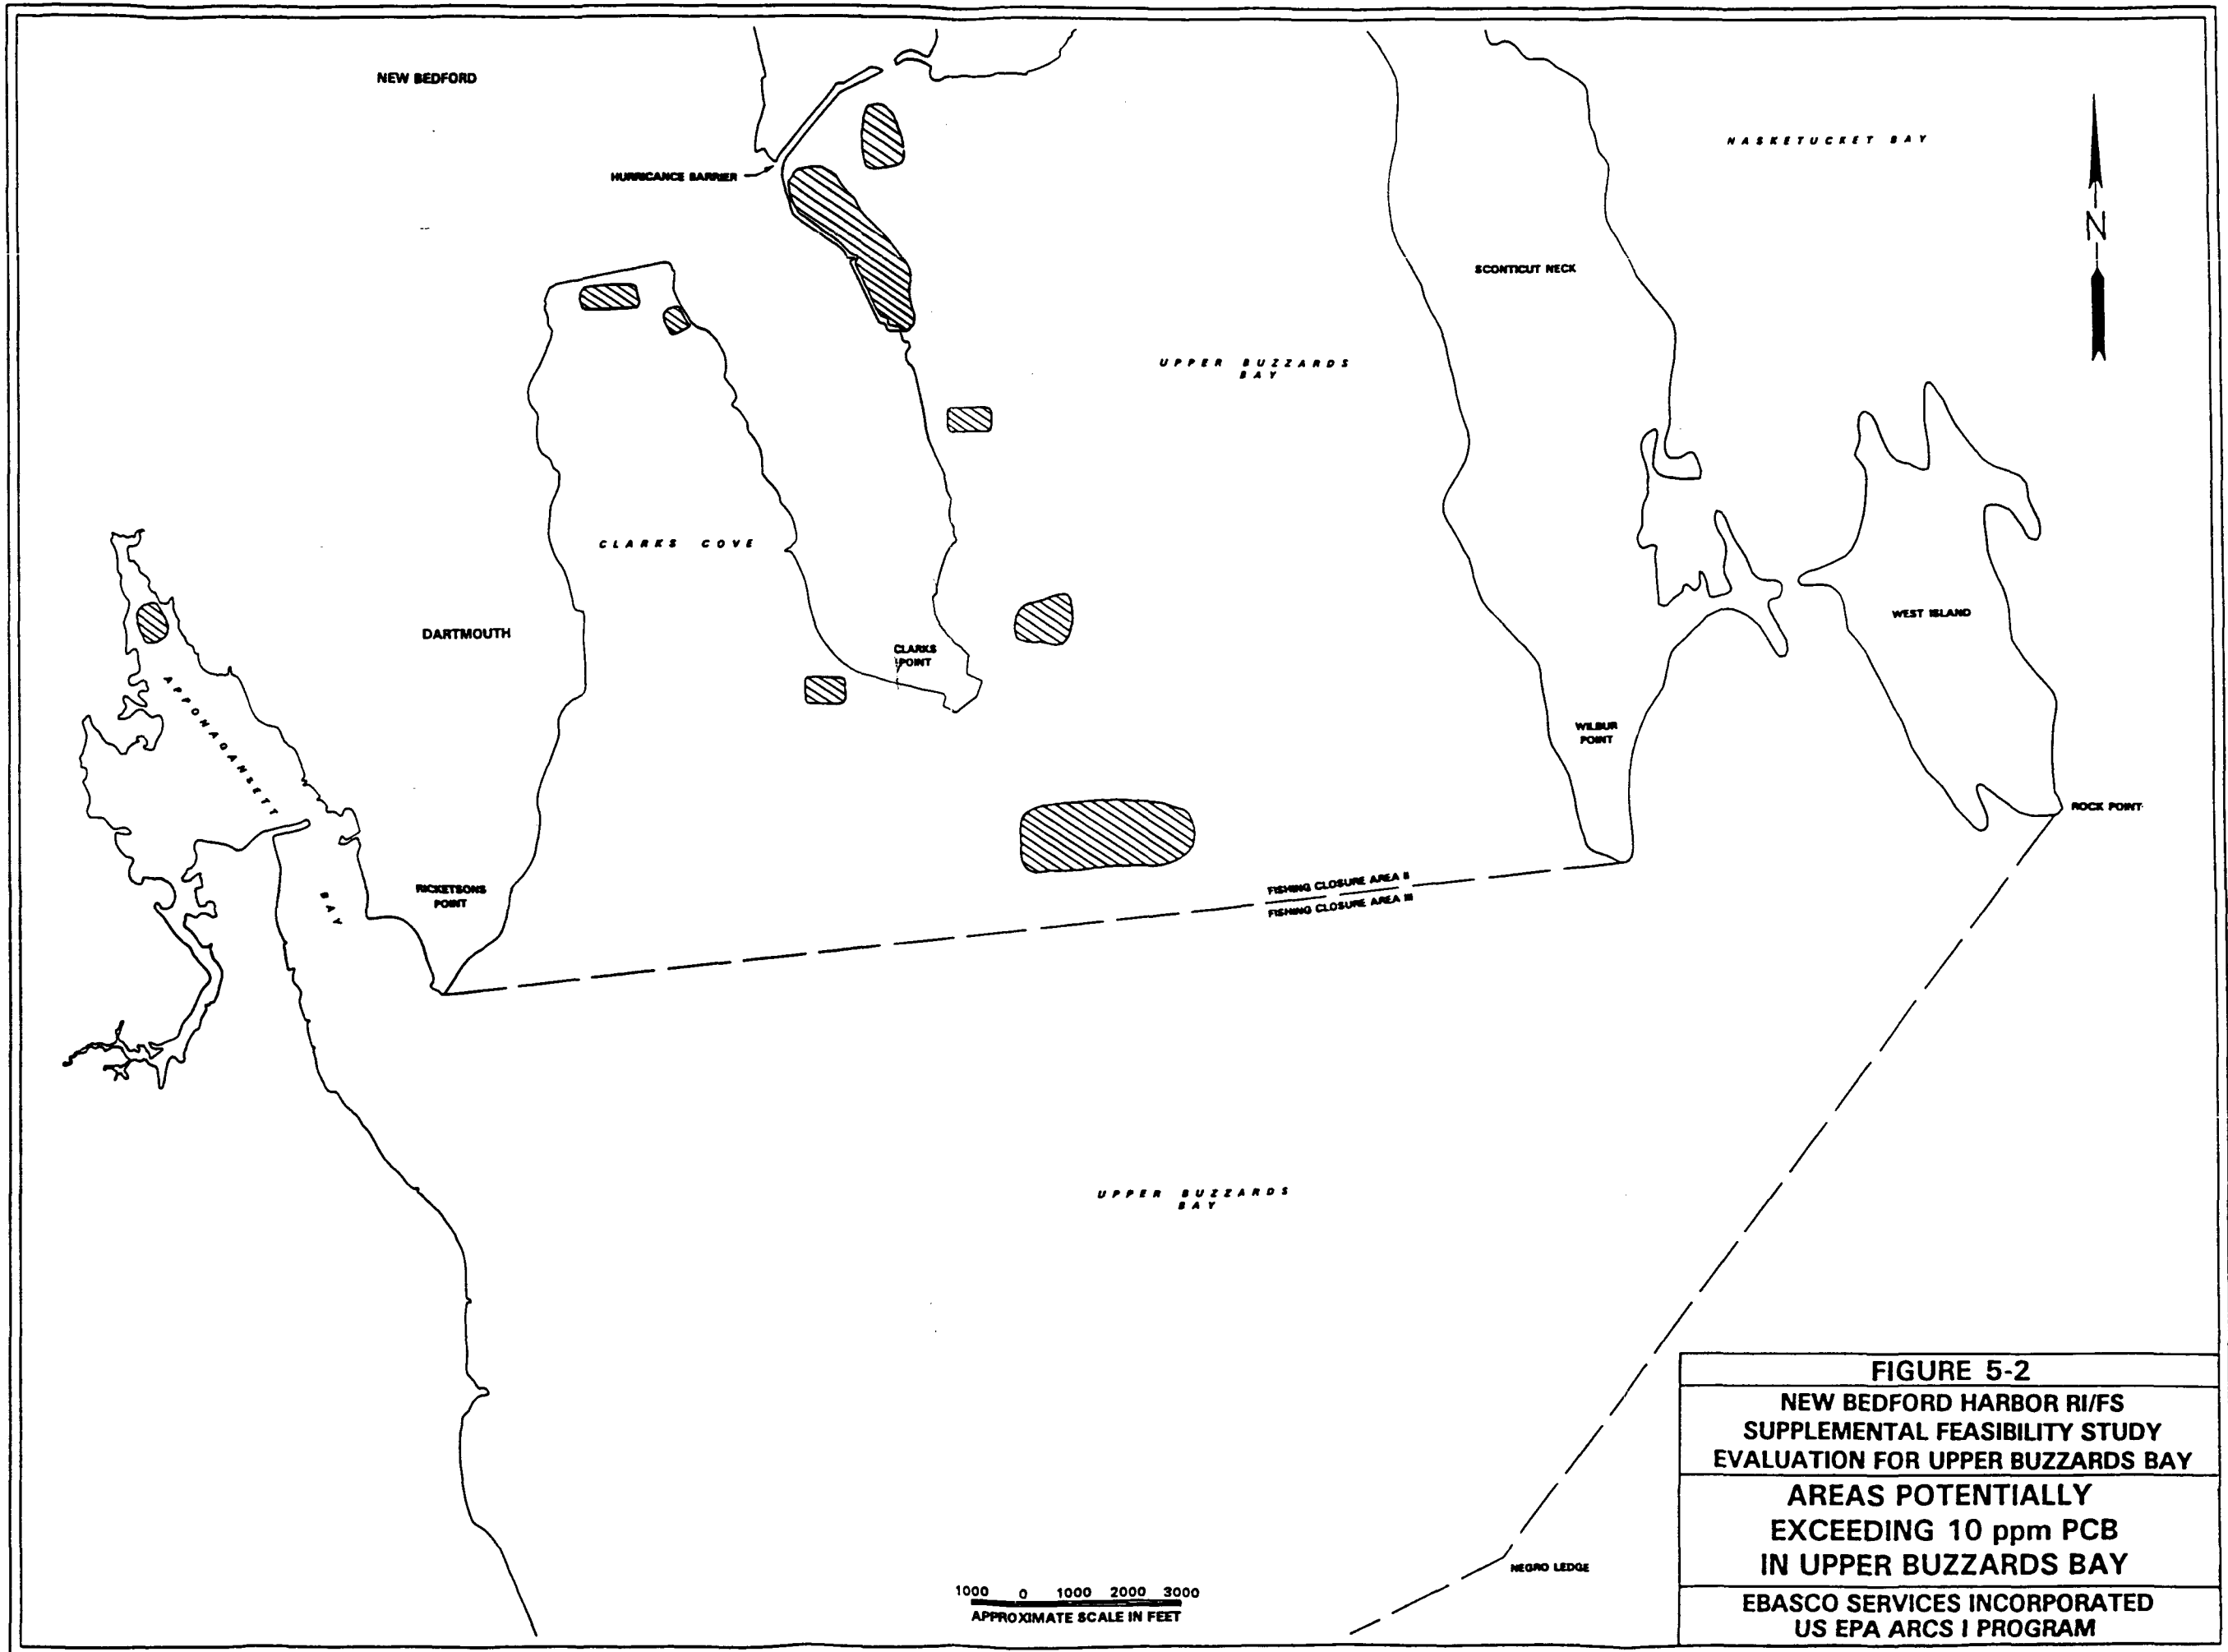 NEW BEDFORD
NASKETUCKET BAY
HURRICANCE BARRIER
N
SCONTICUT NECK
UPPER BUZZARDS
BAY
CLARKS COVE
WEST ISLAND
DARTMOUTH
CLARKS
POINT
APPONAGANSETT
BAY
WILBUR
POINT
ROCK POINT
RICKETSONS
POINT
FISHING CLOSURE AREA II
FISHING CLOSURE AREA III
UPPER BUZZARDS
BAY
NEGRO LEDGE
1000 0 1000 2000 3000
APPROXIMATE SCALE IN FEET
FIGURE 5-2
NEW BEDFORD HARBOR RI/FS
SUPPLEMENTAL FEASIBILITY STUDY
EVALUATION FOR UPPER BUZZARDS BAY
AREAS POTENTIALLY
EXCEEDING 10 ppm PCB
IN UPPER BUZZARDS BAY
EBASCO SERVICES INCORPORATED
US EPA ARCS I PROGRAM